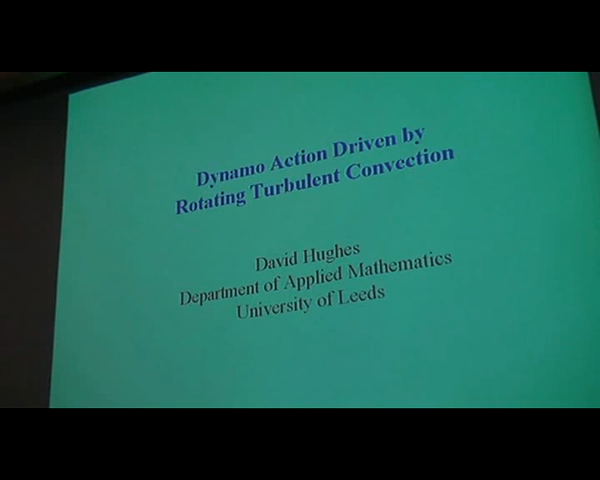 Dynamo Action Driven by
Rotating Turbulent Convection
David Hughes
Department of Applied Mathematics
University of Leeds